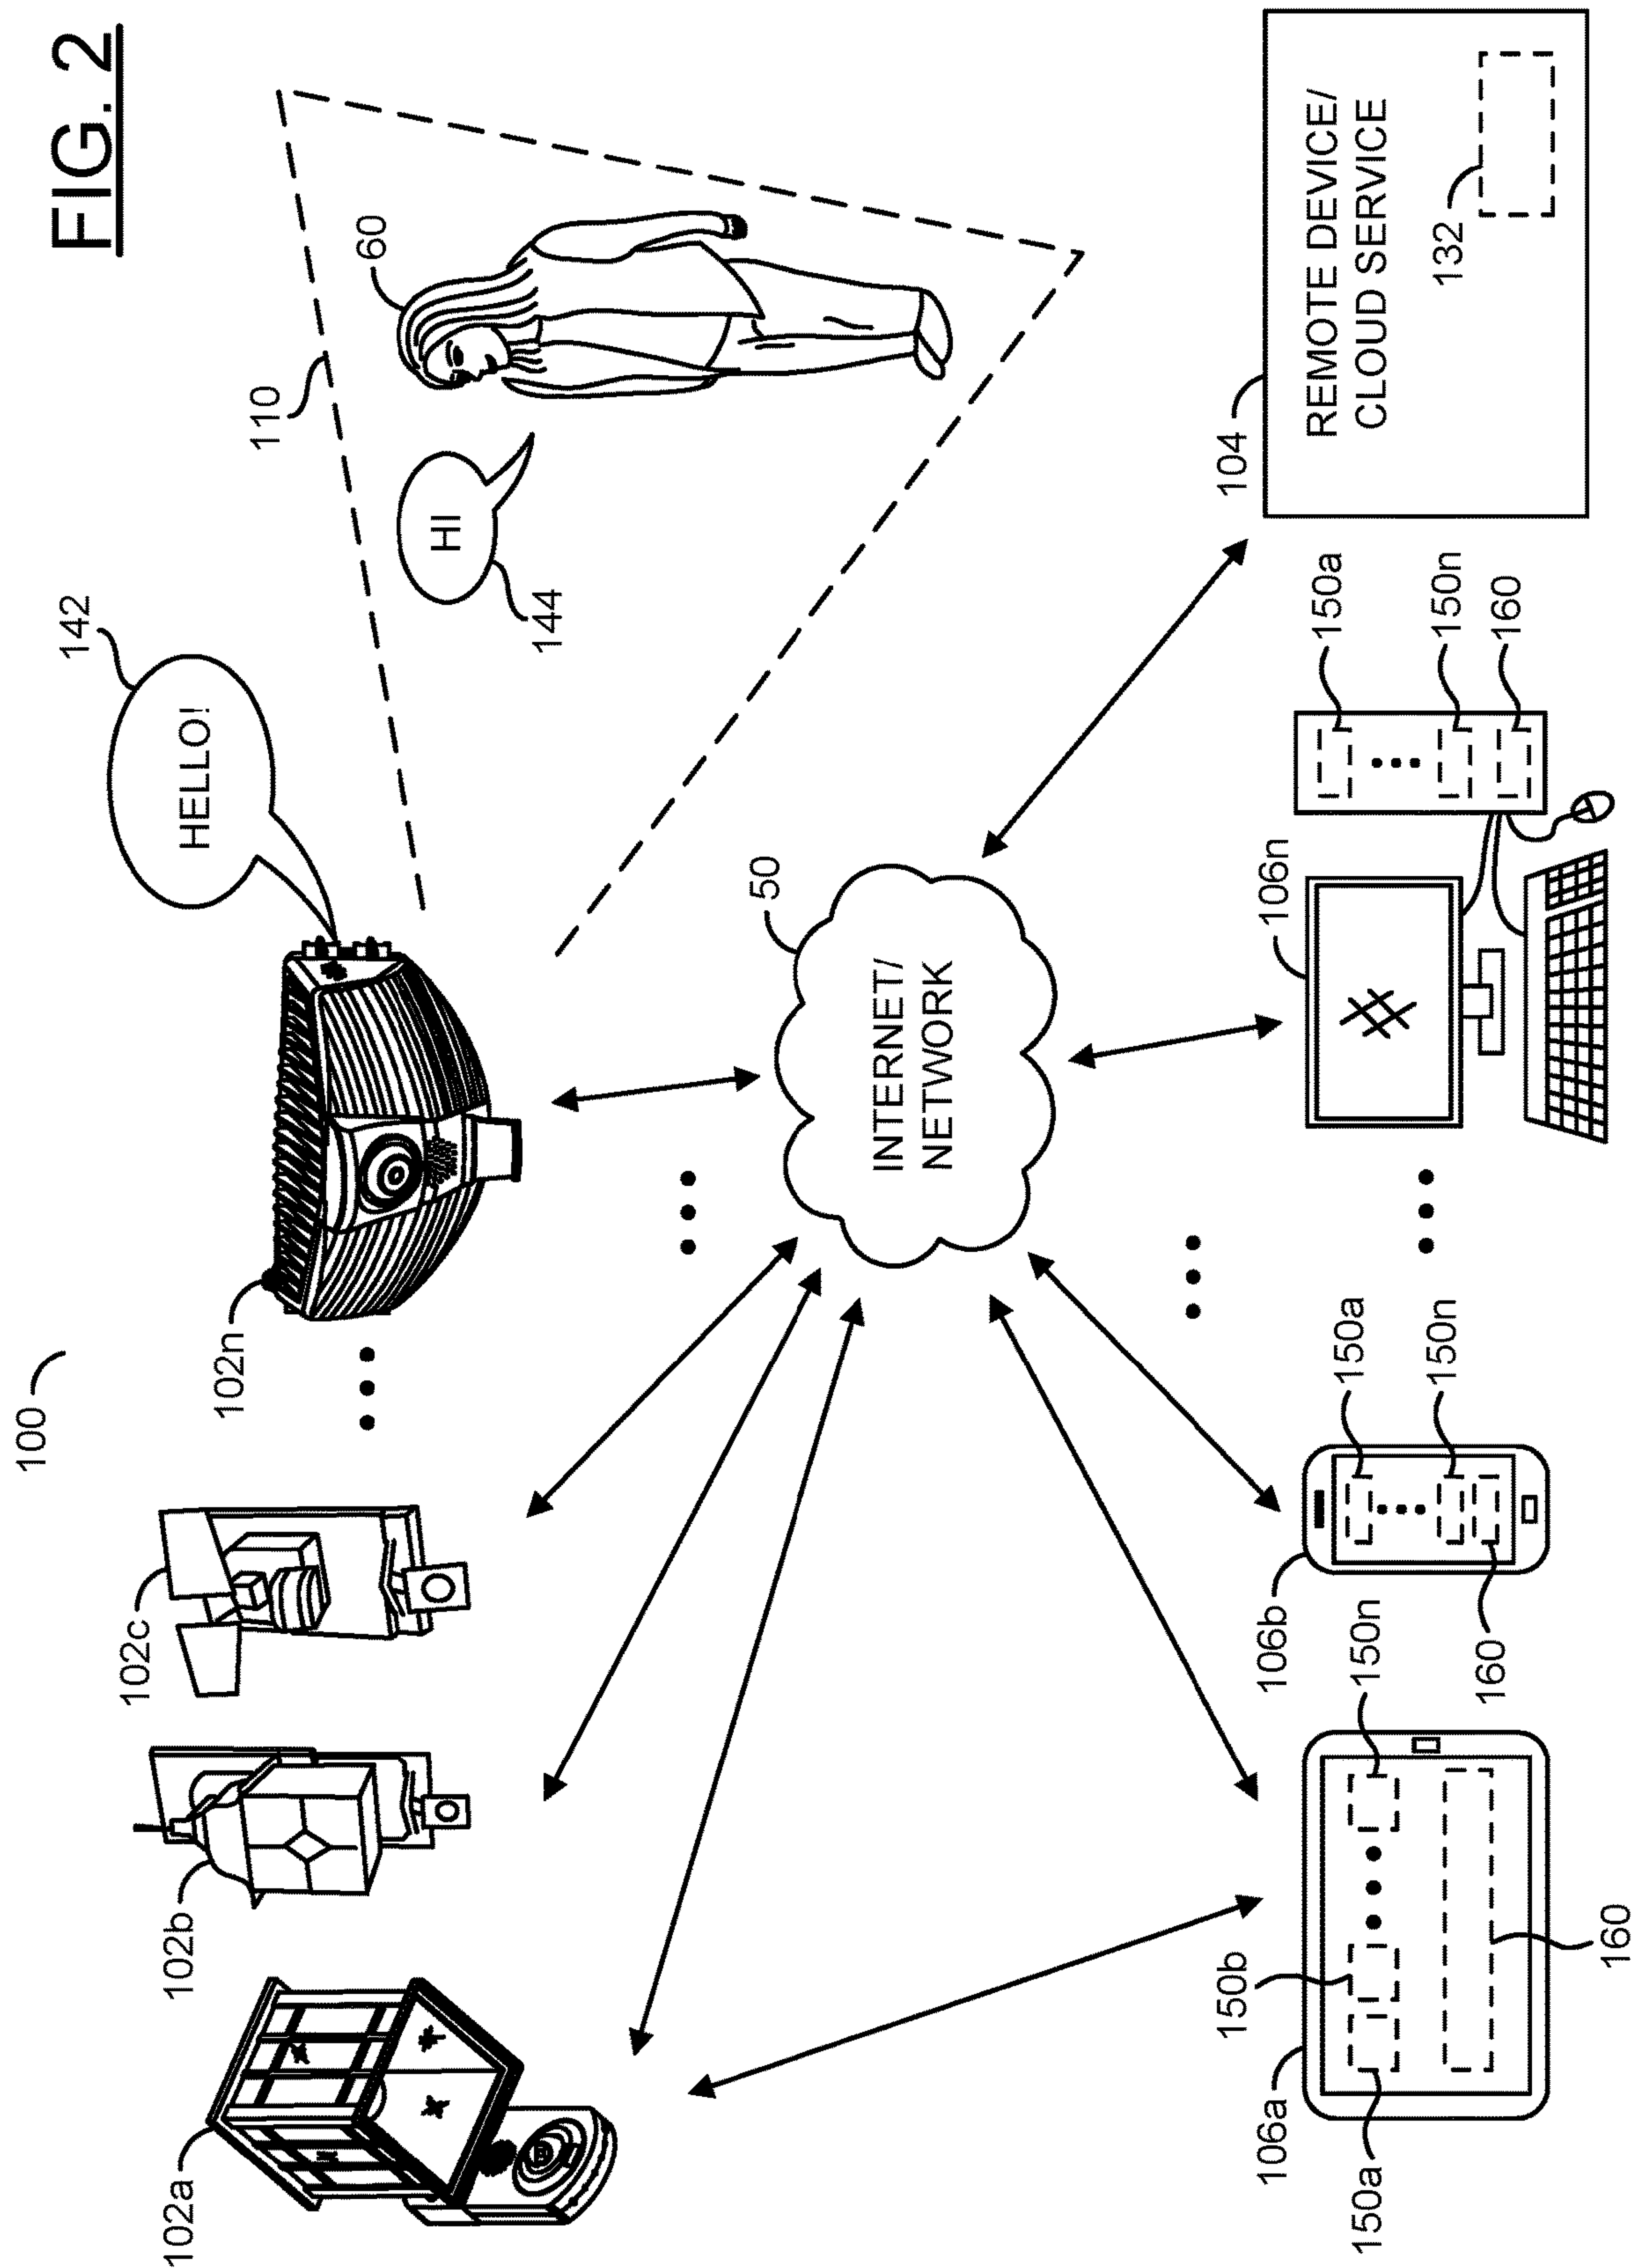 FIG. 2
100
142
HELLO!
110
60
HI
144
102a
102b
102c
102n
50
INTERNET/
NETWORK
104
REMOTE DEVICE/
CLOUD SERVICE
132
106a
150a
150b
150n
160
106b
150a
150n
160
106n
150a
150n
160